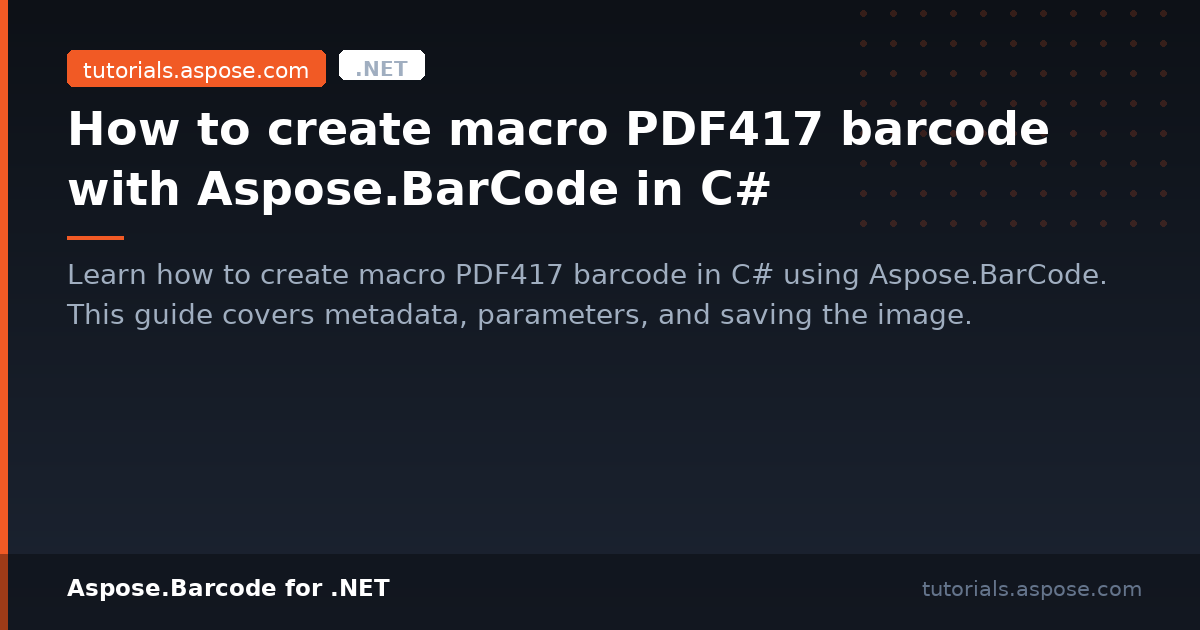 tutorials.aspose.com .NET
How to create macro PDF417 barcode
with Aspose.BarCode in C#
Learn how to create macro PDF417 barcode in C# using Aspose.BarCode.
This guide covers metadata, parameters, and saving the image.
Aspose.Barcode for .NET
tutorials.aspose.com